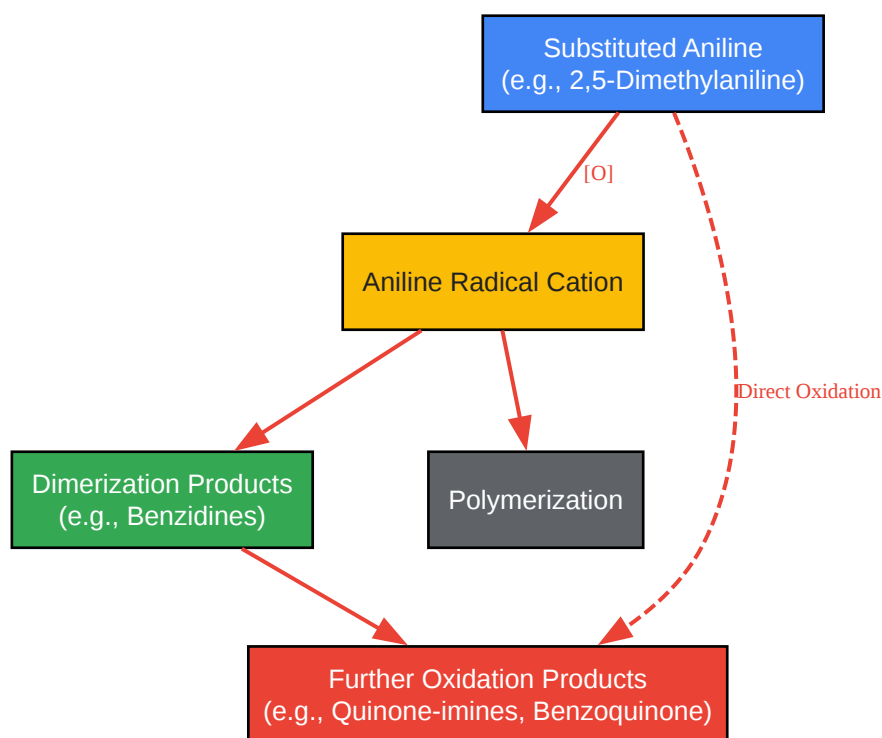 Substituted Aniline
(e.g., 2,5-Dimethylaniline)
[O]
Aniline Radical Cation
Direct Oxidation
Dimerization Products
(e.g., Benzidines)
Polymerization
Further Oxidation Products
(e.g., Quinone-imines, Benzoquinone)